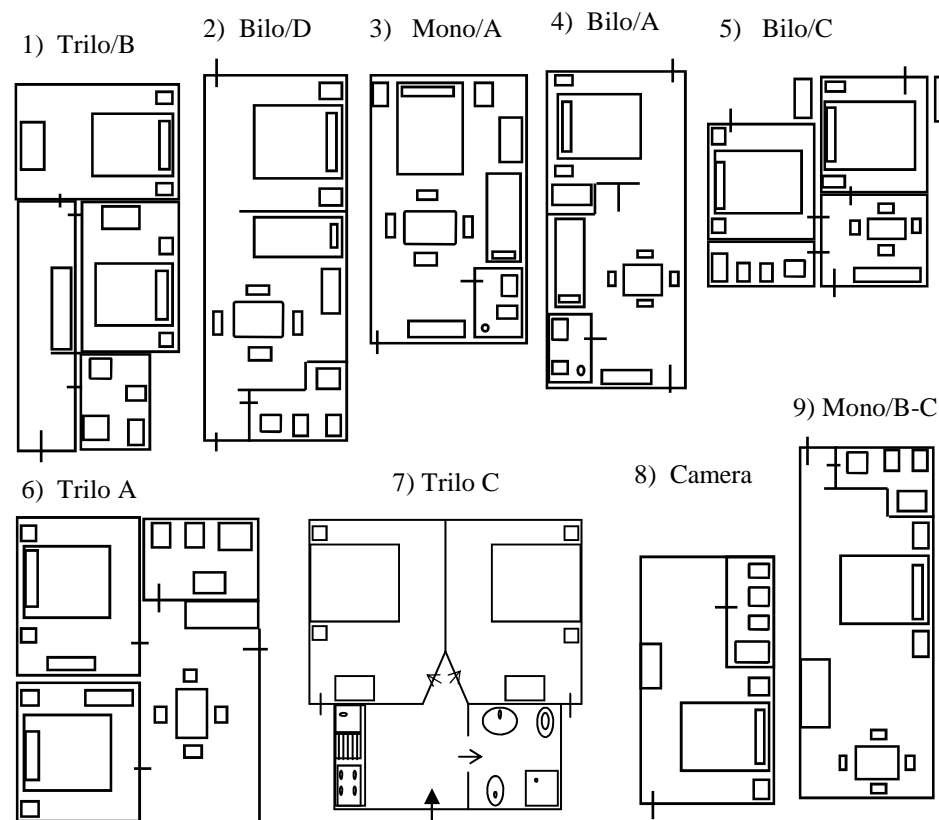 1) Trilo/B
2) Bilo/D
3) Mono/A
4) Bilo/A
5) Bilo/C
6) Trilo A
7) Trilo C
8) Camera
9) Mono/B-C